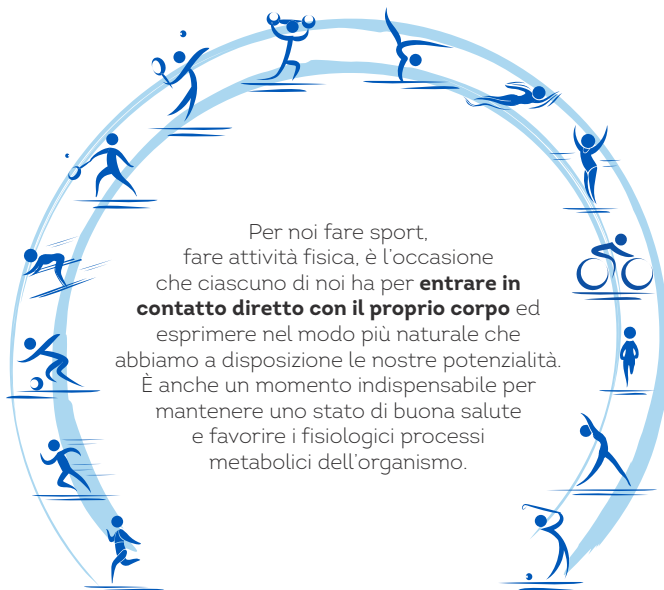 Per noi fare sport,
fare attività fisica, è l’occasione
che ciascuno di noi ha per entrare in
contatto diretto con il proprio corpo ed
esprimere nel modo più naturale che
abbiamo a disposizione le nostre potenzialità.
È anche un momento indispensabile per
mantenere uno stato di buona salute
e favorire i fisiologici processi
metabolici dell’organismo.